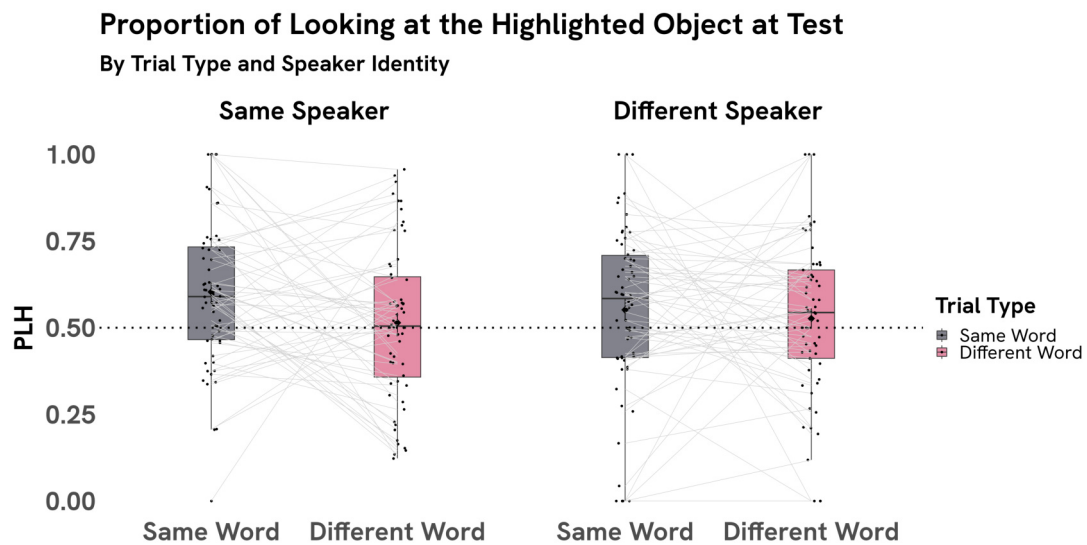 Proportion of Looking at the Highlighted Object at Test
By Trial Type and Speaker Identity
Same Speaker
Different Speaker
1.00
0.75
0.50
0.25
0.00
PLH
Same Word
Different Word
Same Word
Different Word
Trial Type
Same Word
Different Word